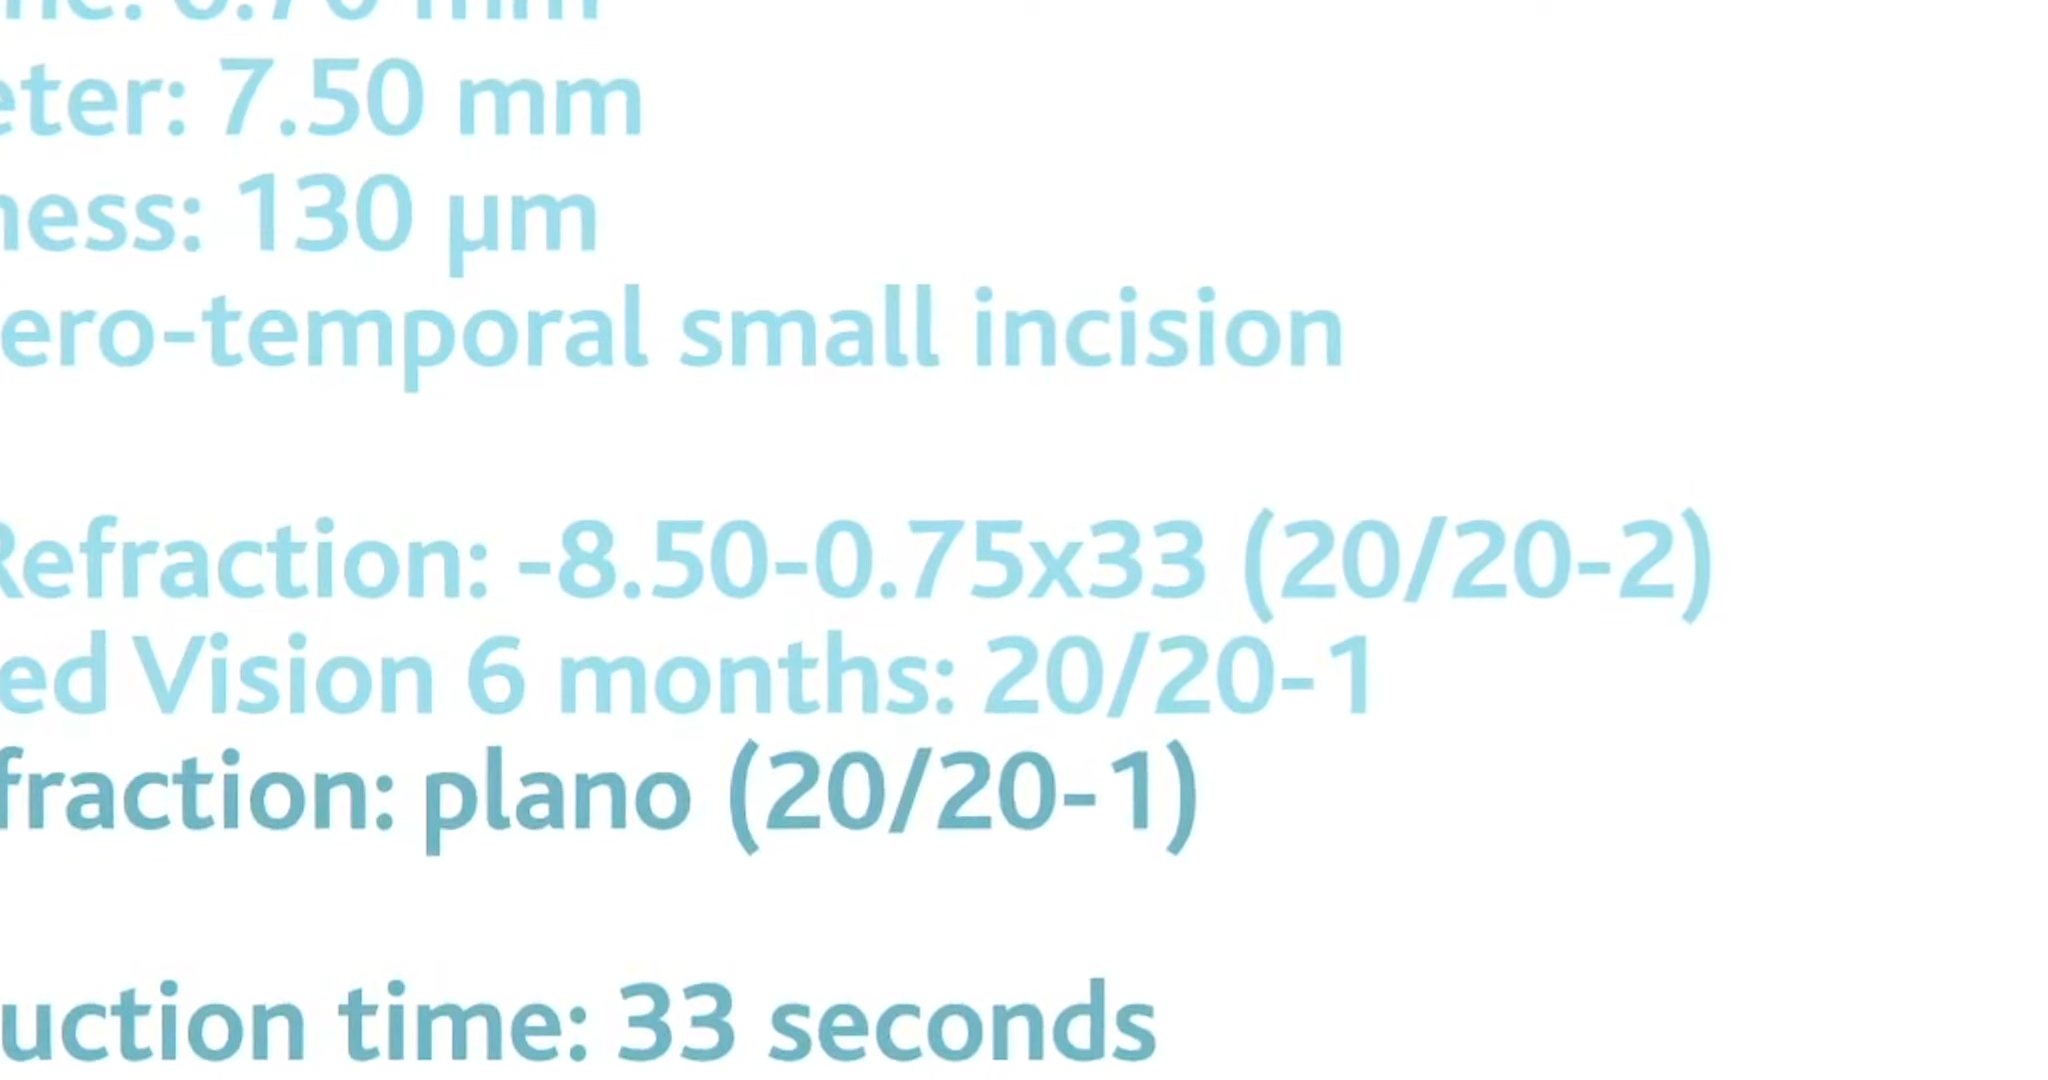 eter: 7.50 mm
ness: 130 µm
ero-temporal small incision
Refraction: -8.50-0.75x33 (20/20-2)
ed Vision 6 months: 20/20-1
fraction: plano (20/20-1)
uction time: 33 seconds